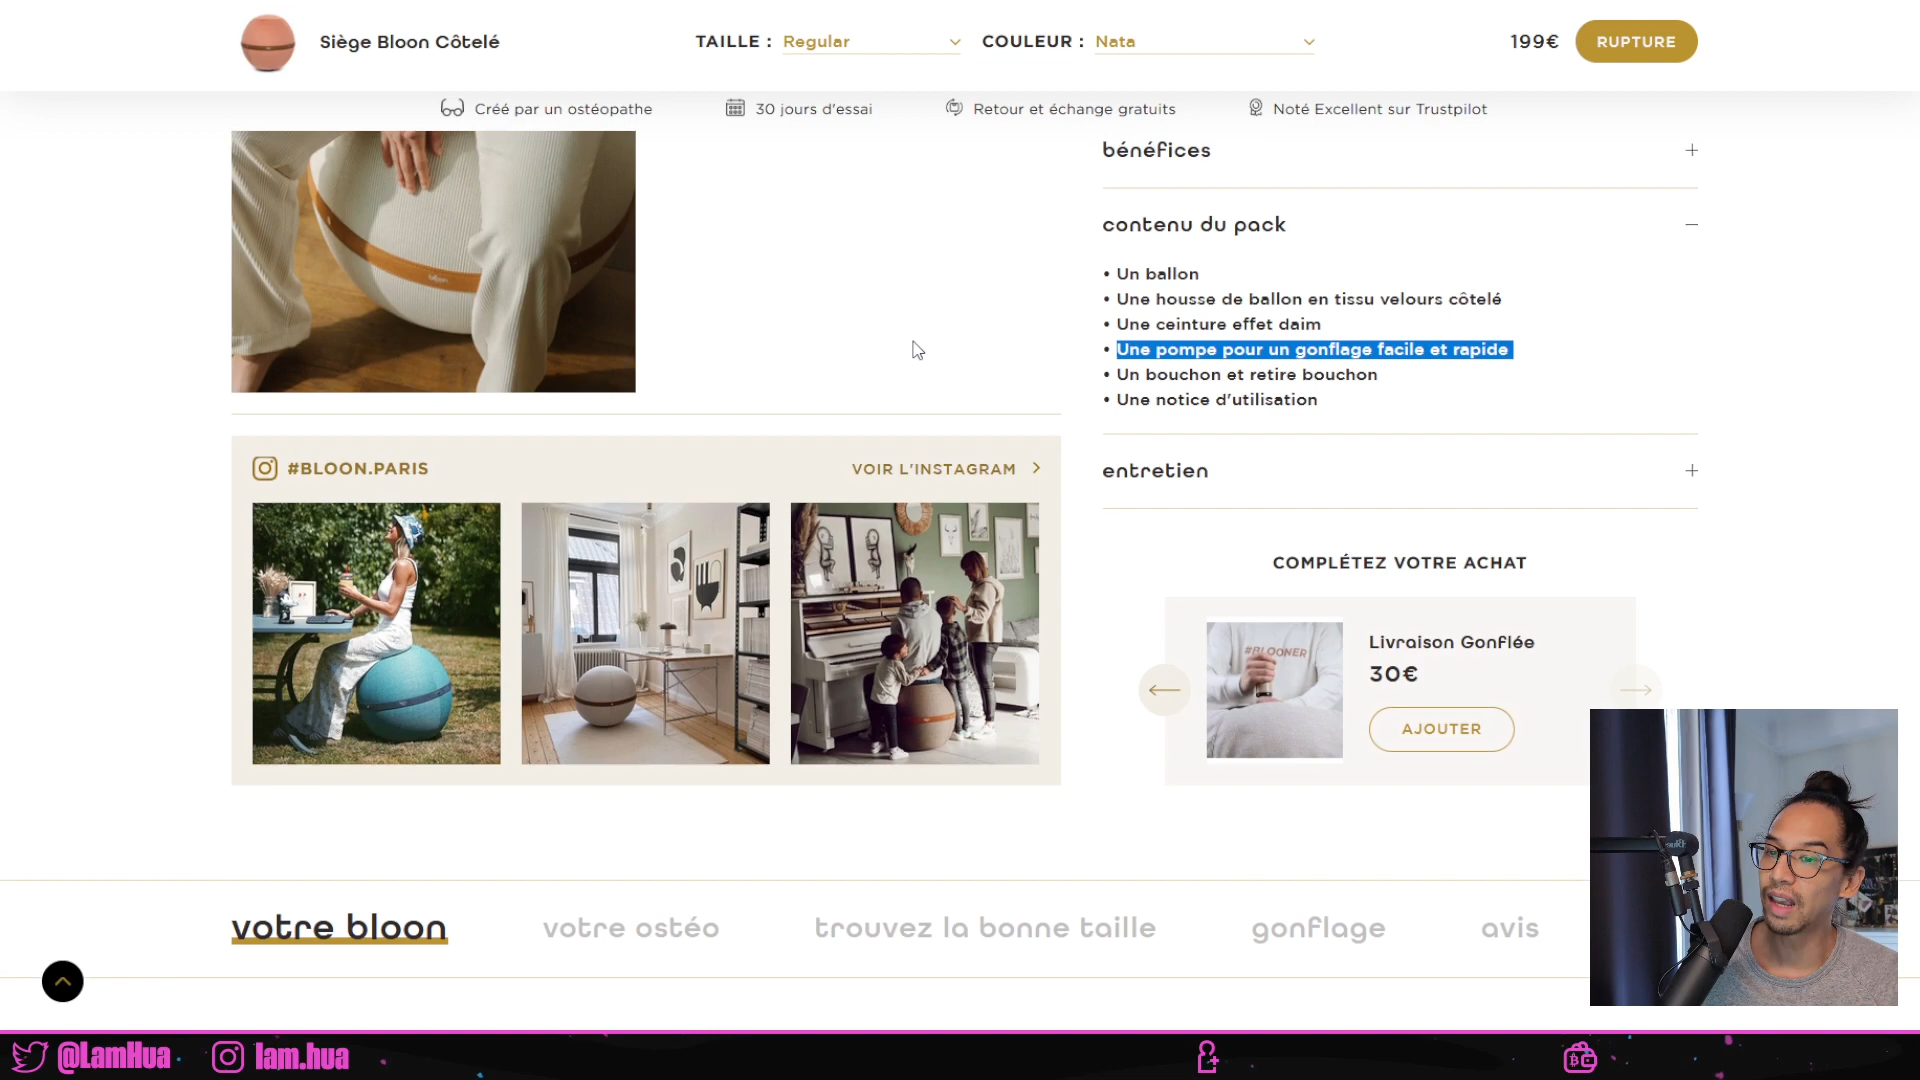 Siège Bloon Côtelé
TAILLE : Regular
COULEUR : Nata
199€
RUPTURE
Créé par un ostéopathe
30 jours d'essai
Retour et échange gratuits
Noté Excellent sur Trustpilot
bénéfices
contenu du pack
• Un ballon
• Une housse de ballon en tissu velours côtelé
• Une ceinture effet daim
• Une pompe pour un gonflage facile et rapide
• Un bouchon et retire bouchon
• Une notice d'utilisation
entretien
#BLOON.PARIS
VOIR L'INSTAGRAM
COMPLÉTEZ VOTRE ACHAT
#BLOONER
Livraison Gonflée
30€
AJOUTER
votre bloon
votre ostéo
trouvez la bonne taille
gonflage
avis
@LamHua
lam.hua